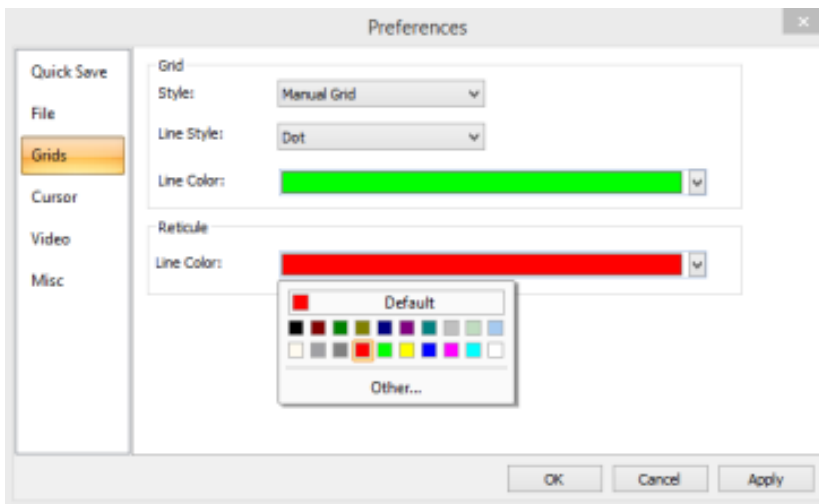 Preferences
Quick Save
File
Grids
Cursor
Video
Misc
Grid
Style: Manual Grid
Line Style: Dot
Line Color:
Reticule
Line Color:
Default
Other...
OK Cancel Apply